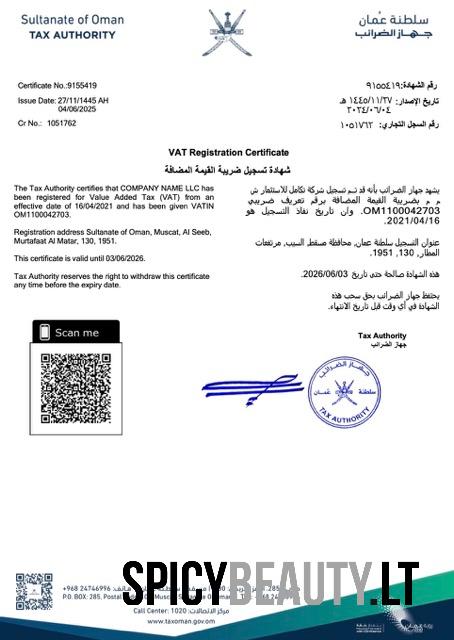 Sultanate of Oman
TAX AUTHORITY
سلطنة عُمان
جهاز الضرائب
Certificate No.:9155419
Issue Date: 27/11/1445 AH
04/06/2025
Cr No.: 1051762
رقم الشهادة:٩١٥٥٤١٩
تاريخ الإصدار: ١٤٤٥/١١/٢٧ هـ
٢٠٢٤/٠٦/٠٤
رقم السجل التجاري: ١٠٥١٧٦٢
VAT Registration Certificate
شهادة تسجيل ضريبة القيمة المضافة
The Tax Authority certifies that COMPANY NAME LLC has
been registered for Value Added Tax (VAT) from an
effective date of 16/04/2021 and has been given VATIN
OM1100042703.
Registration address Sultanate of Oman, Muscat, Al Seeb,
Murtafaat Al Matar, 130, 1951.
This certificate is valid until 03/06/2026.
Tax Authority reserves the right to withdraw this certificate
any time before the expiry date.
يشهد جهاز الضرائب بأنه قد تم تسجيل شركة تكامل للاستثمار ش
م م بضريبة القيمة المضافة برقم تعريف ضريبي
OM1100042703. وان تاريخ نفاذ التسجيل هو
2021/04/16.
عنوان التسجيل سلطنة عمان, محافظة مسقط, السيب, مرتفعات
المطار, 130, 1951.
هذه الشهادة صالحة حتى تاريخ 2026/06/03.
يحتفظ جهاز الضرائب بحق سحب هذه
الشهادة في أي وقت قبل تاريخ الانتهاء.
Tax Authority
جهاز الضرائب
Scan me
جهاز الضرائب
سلطنة عُمان
TAX AUTHORITY
+968 24746996
P.O. BOX: 285, Postal
Call Center: 1020 مركز الاتصالات:
www.taxoman.gov.om
SPICYBEAUTY.LT